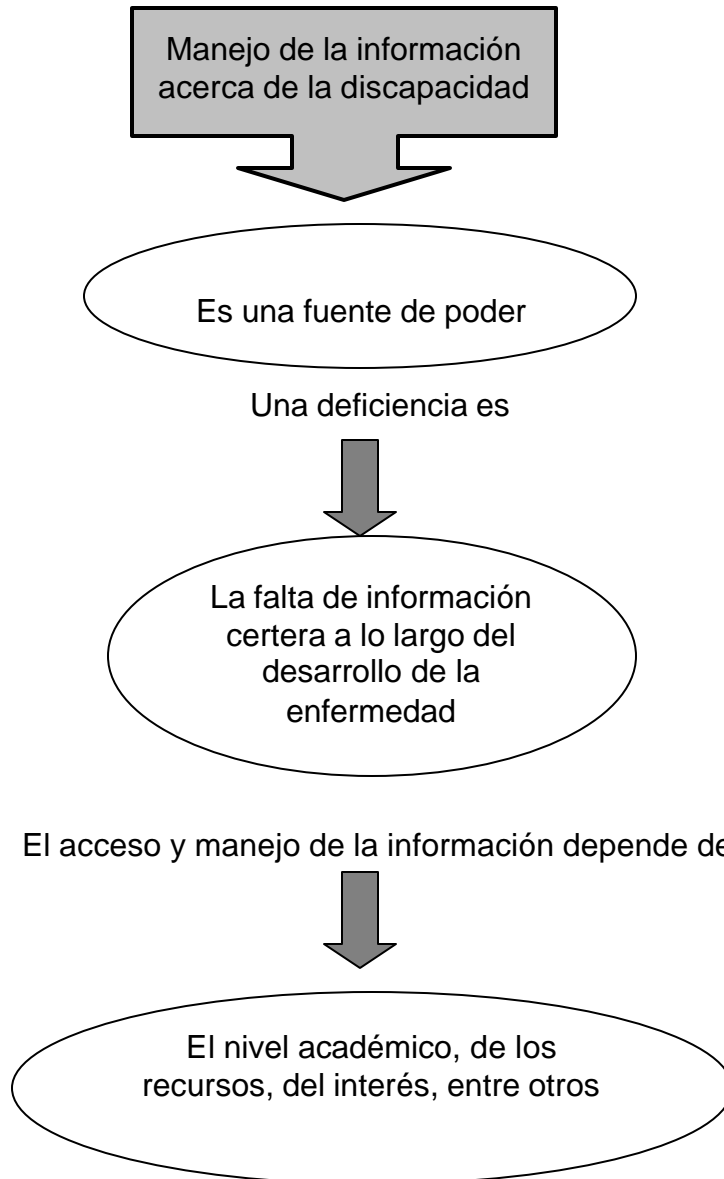 Manejo de la información
acerca de la discapacidad
Es una fuente de poder
Una deficiencia es
La falta de información
certera a lo largo del
desarrollo de la
enfermedad
El acceso y manejo de la información depende de
El nivel académico, de los
recursos, del interés, entre otros